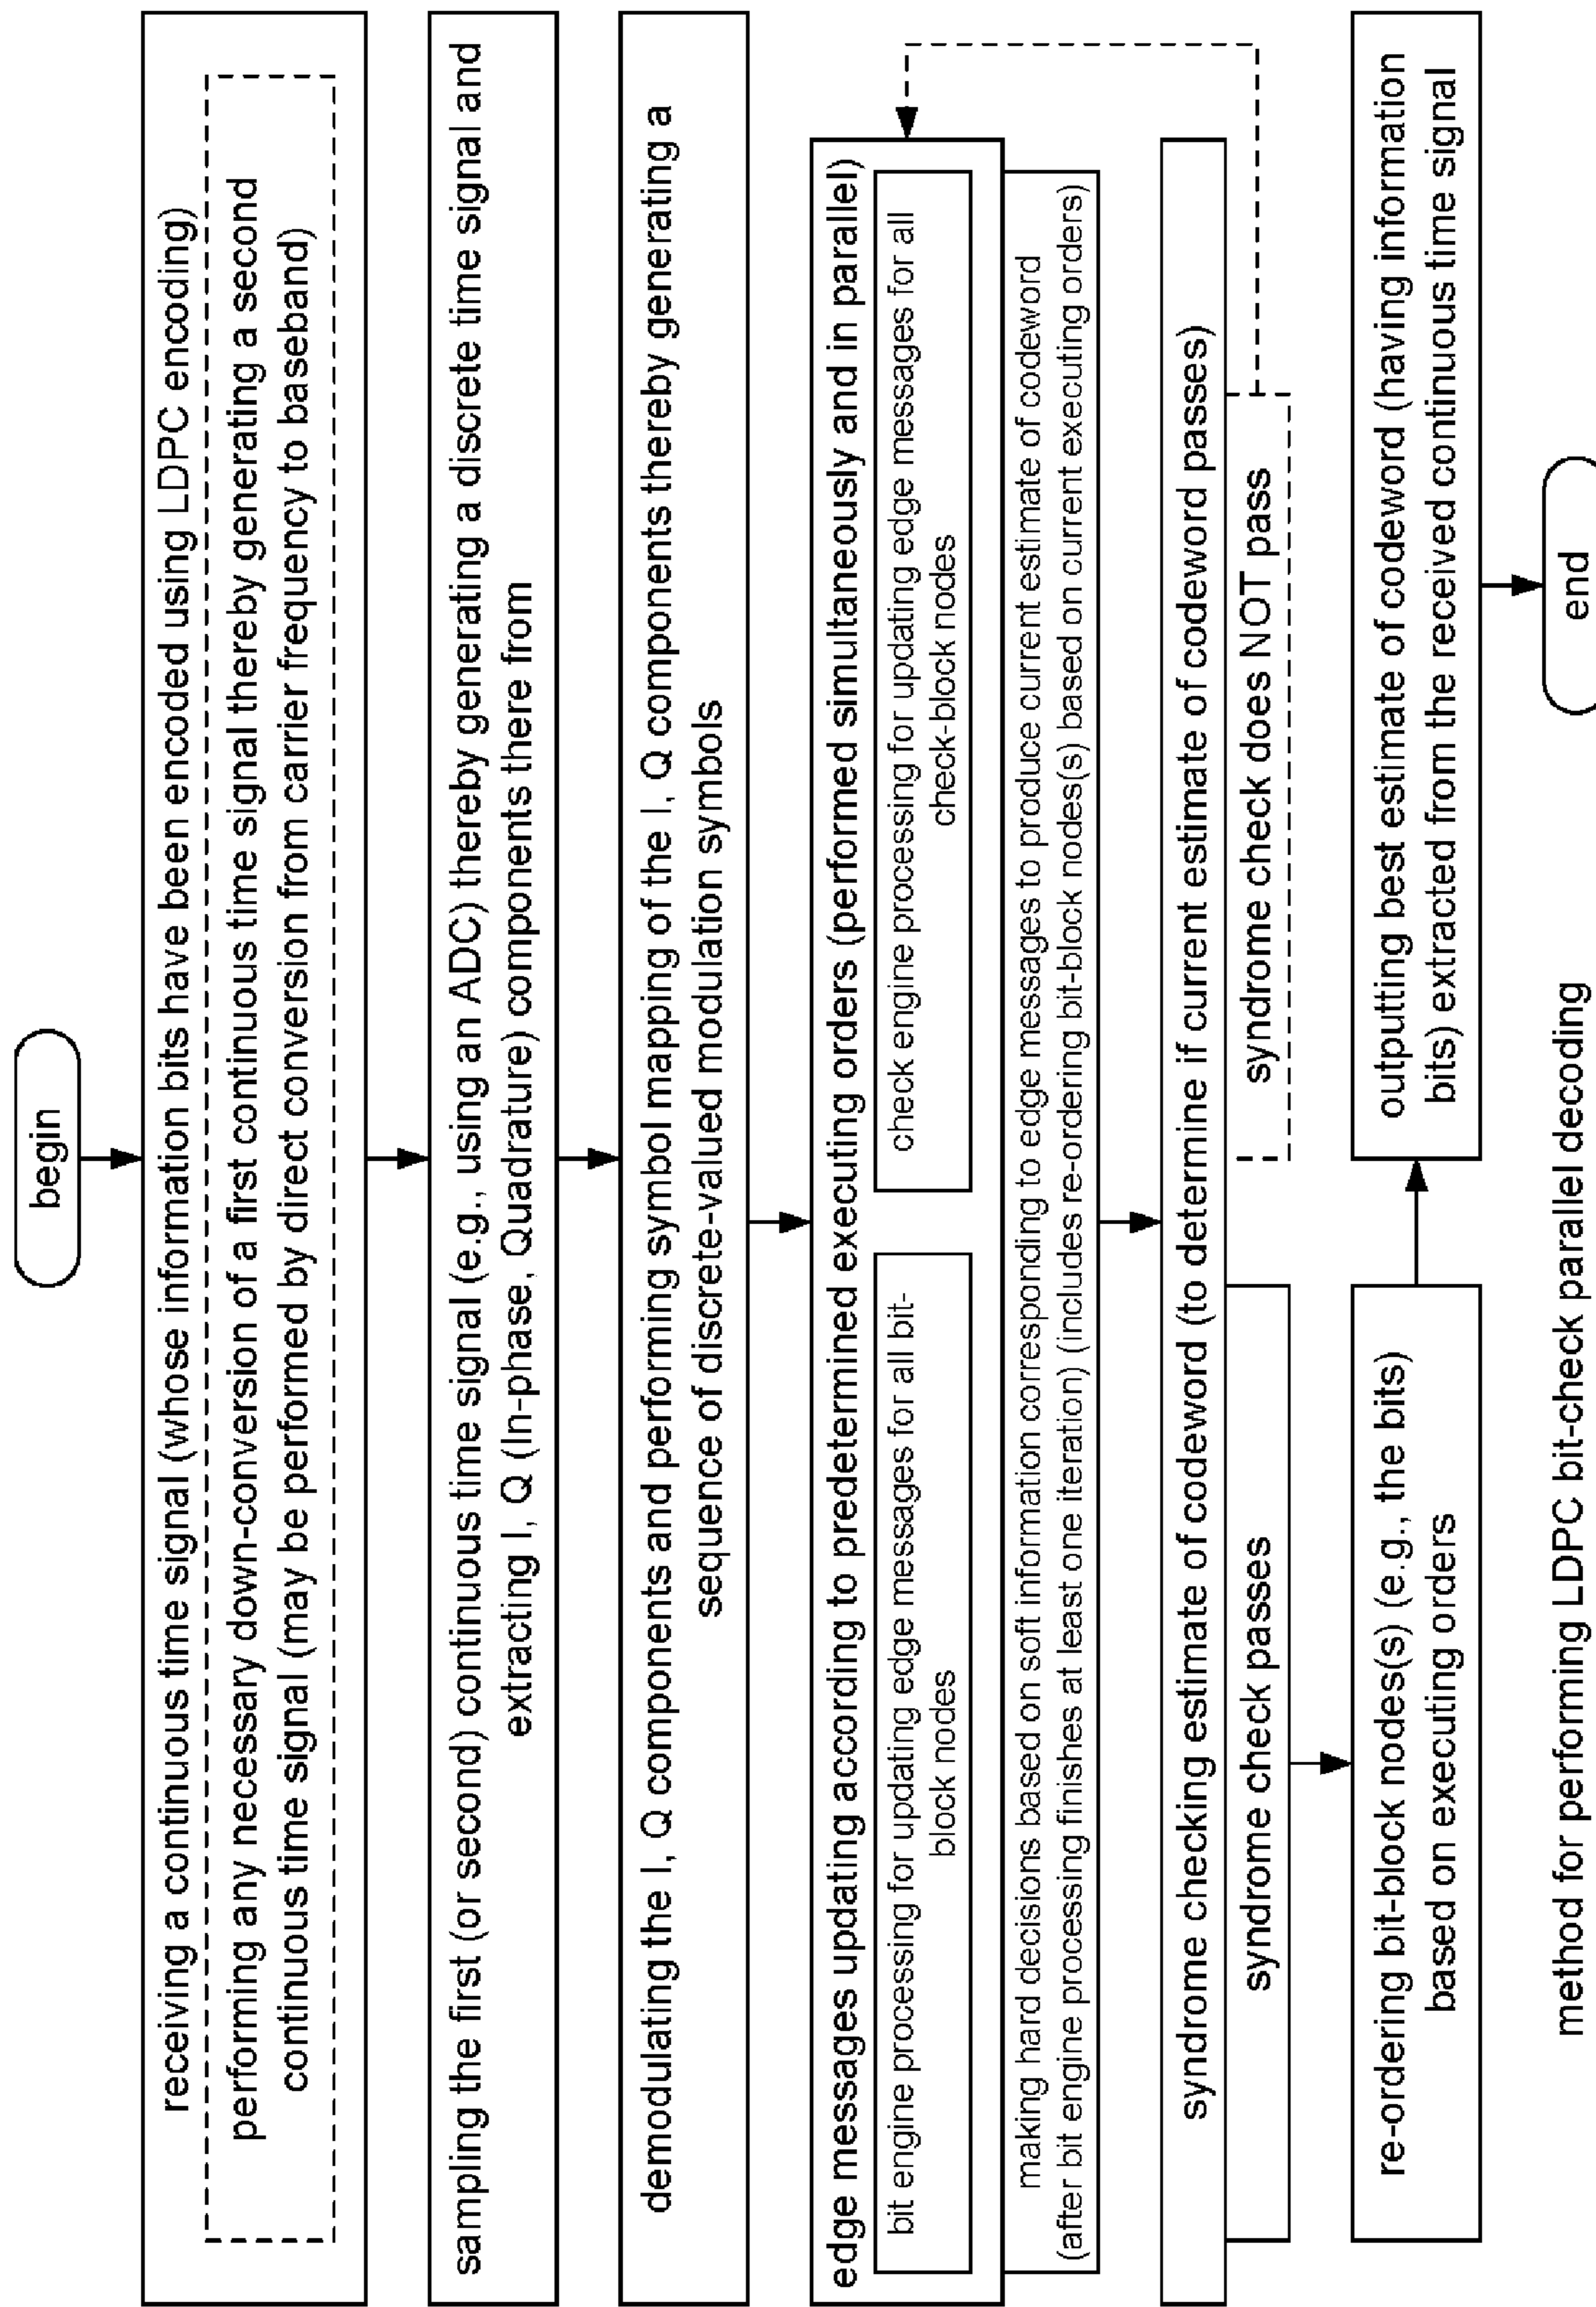 begin
receiving a continuous time signal (whose information bits have been encoded using LDPC encoding)
performing any necessary down-conversion of a first continuous time signal thereby generating a second
continuous time signal (may be performed by direct conversion from carrier frequency to baseband)
sampling the first (or second) continuous time signal (e.g., using an ADC) thereby generating a discrete time signal and
extracting I, Q (In-phase, Quadrature) components there from
demodulating the I, Q components and performing symbol mapping of the I, Q components thereby generating a
sequence of discrete-valued modulation symbols
edge messages updating according to predetermined executing orders (performed simultaneously and in parallel)
bit engine processing for updating edge messages for all bit-
block nodes
check engine processing for updating edge messages for all
check-block nodes
making hard decisions based on soft information corresponding to edge messages to produce current estimate of codeword
(after bit engine processing finishes at least one iteration) (includes re-ordering bit-block nodes(s) based on current executing orders)
syndrome checking estimate of codeword (to determine if current estimate of codeword passes)
syndrome check passes
syndrome check does NOT pass
re-ordering bit-block nodes(s) (e.g., the bits)
based on executing orders
outputting best estimate of codeword (having information
bits) extracted from the received continuous time signal
end
method for performing LDPC bit-check parallel decoding